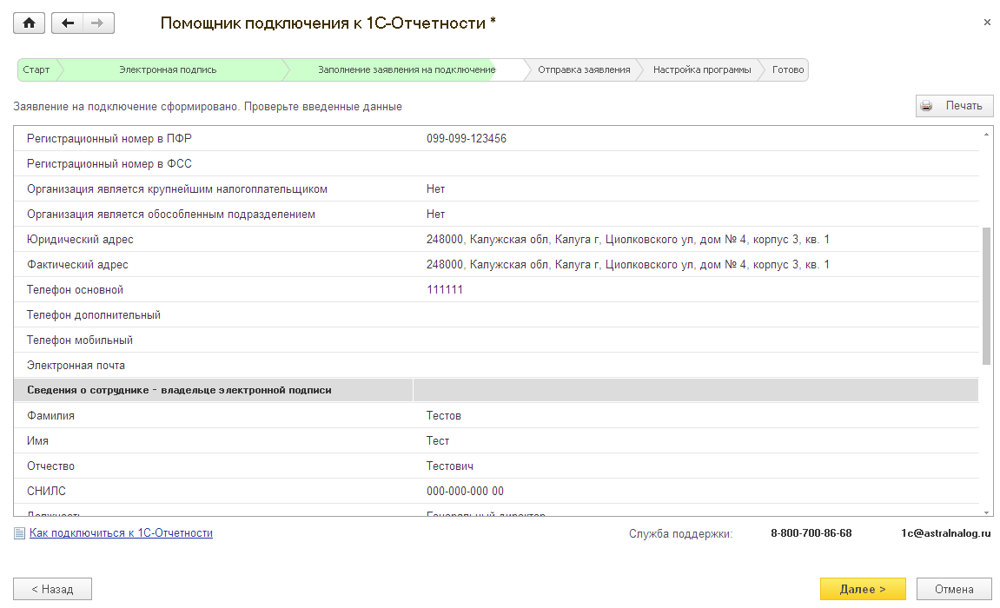 Помощник подключения к 1С-Отчетности *
Старт Электронная подпись Заполнение заявления на подключение Отправка заявления Настройка программы Готово
Заявление на подключение сформировано. Проверьте введенные данные
Печать
Регистрационный номер в ПФР 099-099-123456
Регистрационный номер в ФСС
Организация является крупнейшим налогоплательщиком Нет
Организация является обособленным подразделением Нет
Юридический адрес 248000, Калужская обл, Калуга г, Циолковского ул, дом № 4, корпус 3, кв. 1
Фактический адрес 248000, Калужская обл, Калуга г, Циолковского ул, дом № 4, корпус 3, кв. 1
Телефон основной 111111
Телефон дополнительный
Телефон мобильный
Электронная почта
Сведения о сотруднике - владельце электронной подписи
Фамилия Тестов
Имя Тест
Отчество Тестович
СНИЛС 000-000-000 00
Должность Генеральный директор
Как подключиться к 1С-Отчетности Служба поддержки: 8-800-700-86-68 1c@astralnalog.ru
< Назад Далее > Отмена